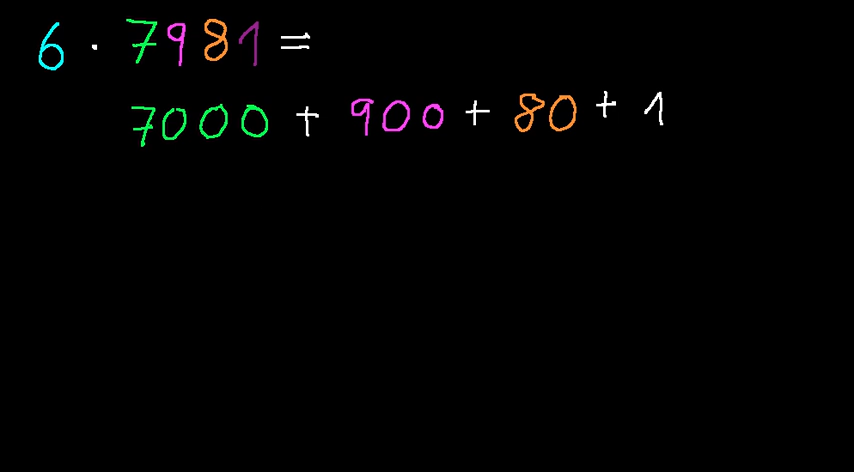 6 · 7981 =
7000 + 900 + 80 + 1